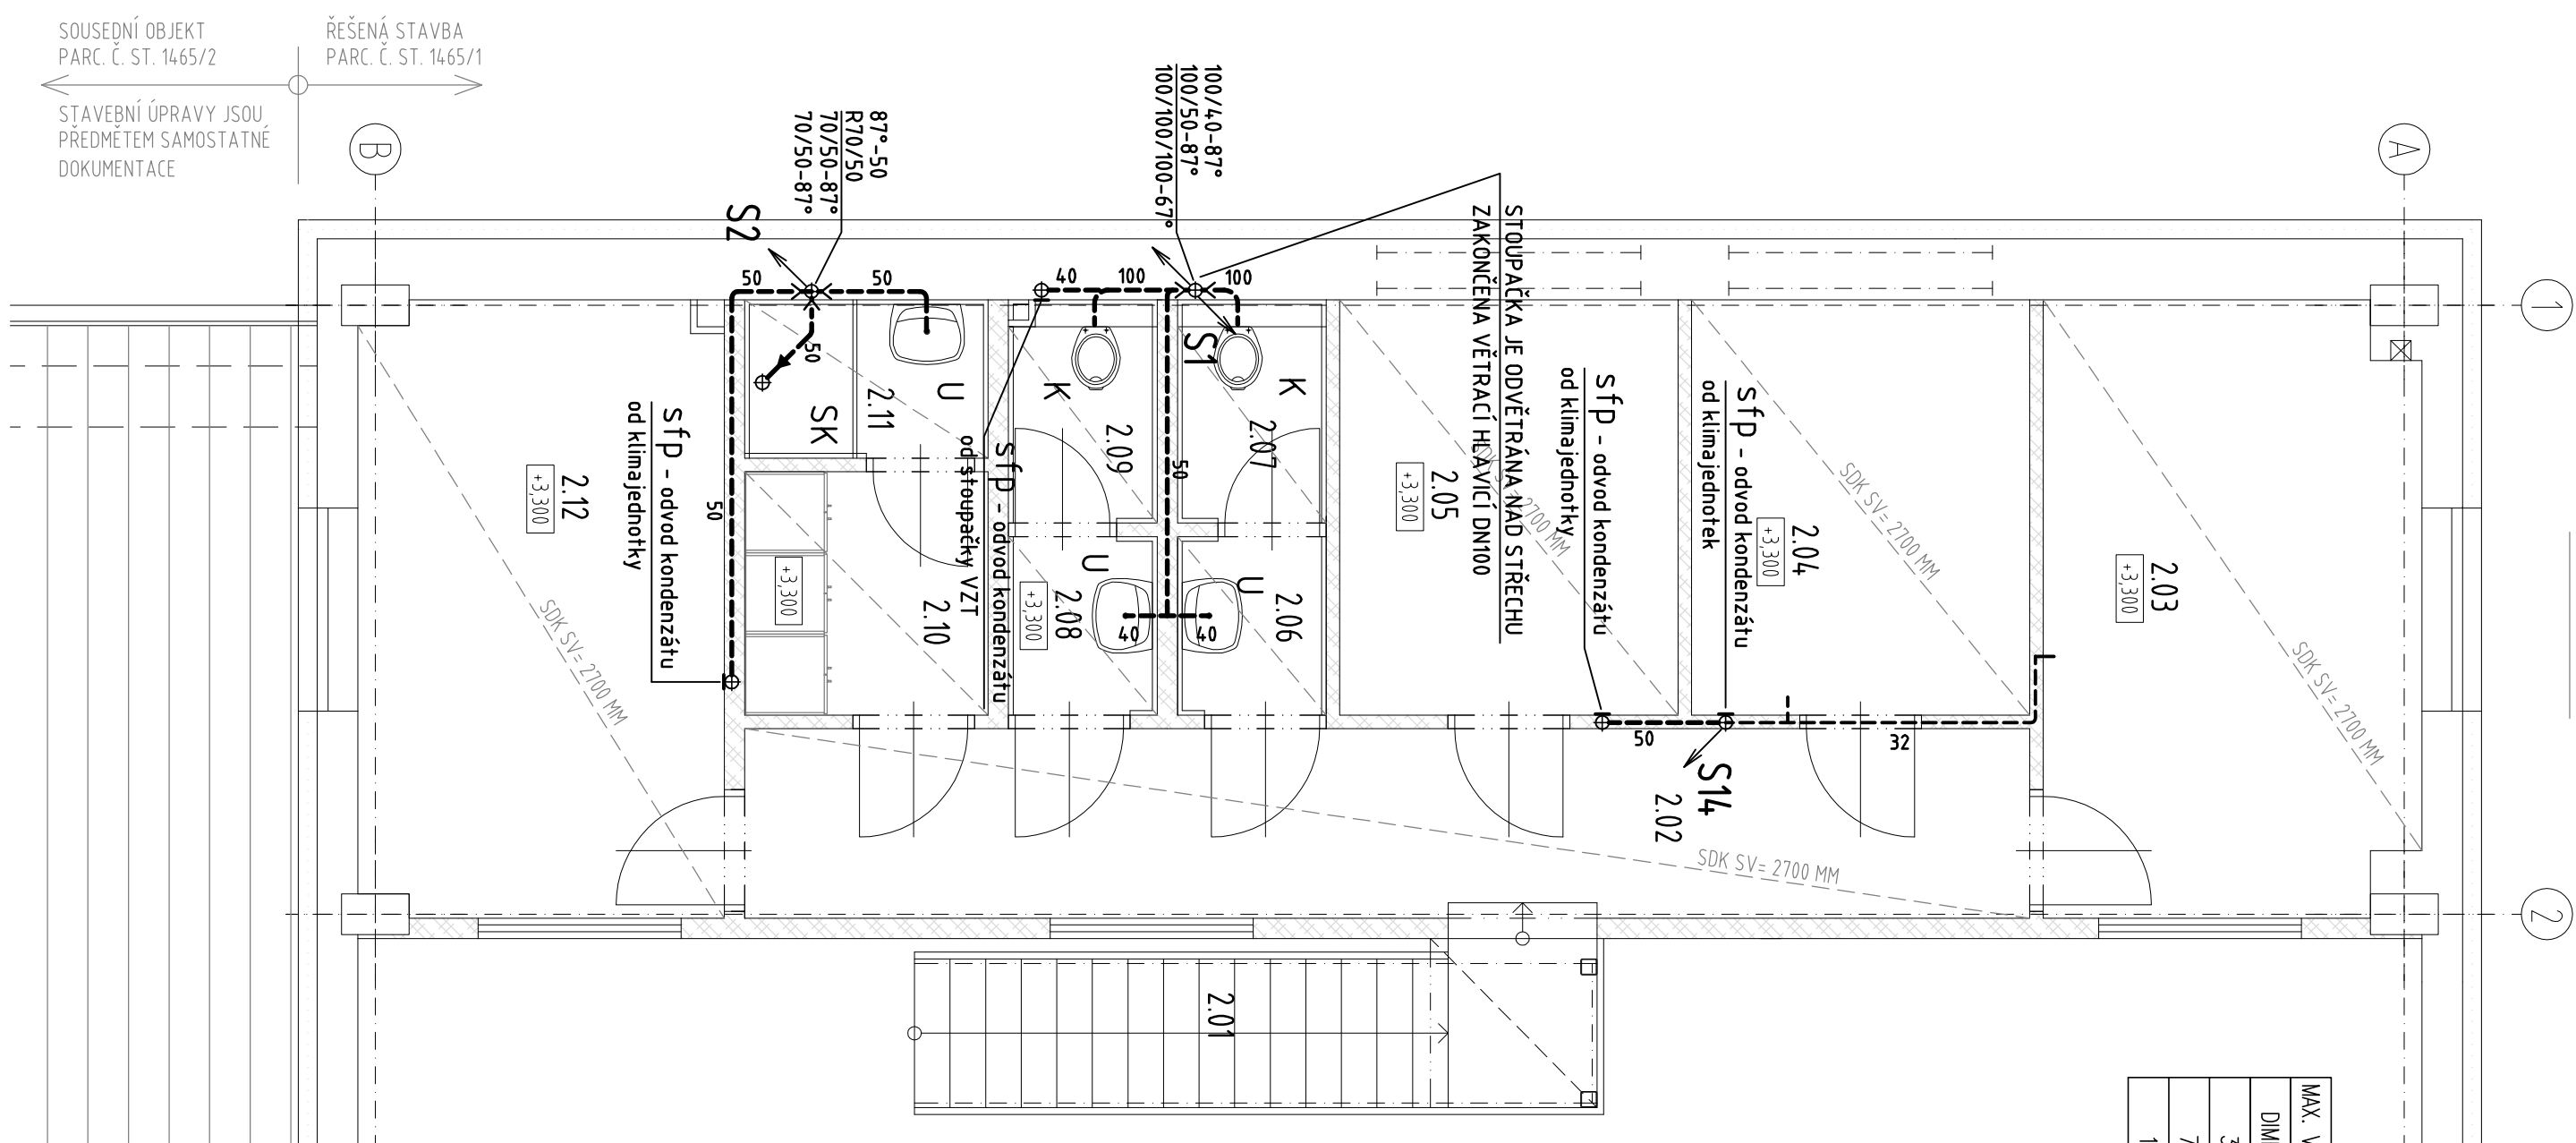 SOUSEDNÍ OBJEKT
PARC. Č. ST. 1465/2
ŘEŠENÁ STAVBA
PARC. Č. ST. 1465/1
STAVEBNÍ ÚPRAVY JSOU
PŘEDMĚTEM SAMOSTATNÉ
DOKUMENTACE
B
A
1
2
87°-50
R70/50
70/50-87°
70/50-87°
S2
100/40-87°
100/50-87°
100/100/100-67°
S1
STOUPAČKA JE ODVĚTRÁNA NAD STŘECHU
ZAKONČENA VĚTRACÍ HLAVICÍ DN100
50
50
50
50
40
100
100
50
40
40
50
32
2.12
+3,300
SDK SV= 2700 MM
sfp - odvod kondenzátu
od klimajednotky
SK
U
2.11
+3,300
2.10
sfp - odvod kondenzátu
od stoupačky VZT
K
2.09
U
2.08
+3,300
K
2.07
U
2.06
2.05
+3,300
SDK SV= 2700 MM
sfp - odvod kondenzátu
od klimajednotky
sfp - odvod kondenzátu
od klimajednotek
2.04
+3,300
SDK SV= 2700 MM
2.03
+3,300
SDK SV= 2700 MM
S14
2.02
SDK SV= 2700 MM
2.01
MAX.